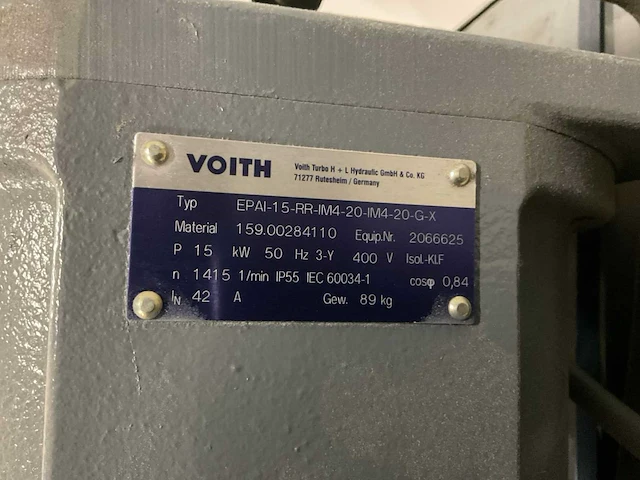 VOITH
Voith Turbo H + L Hydraulic GmbH & Co. KG
71277 Rutesheim / Germany
Typ EPAI-15-RR-IM4-20-IM4-20-G-X
Material 159.00284110 Equip.Nr. 2066625
P 15 kW 50 Hz 3-Y 400 V Isol.-Kl.F
n 1415 1/min IP55 IEC 60034-1 cosφ 0,84
IN 42 A Gew. 89 kg